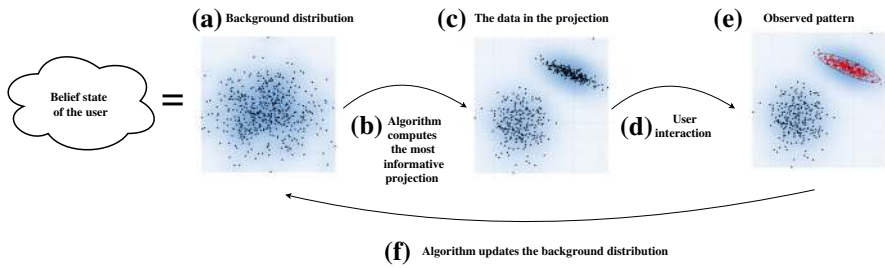 (a) Background distribution
(c) The data in the projection
(e) Observed pattern
Belief state
of the user
=
(b) Algorithm
computes
the most
informative
projection
(d) User
interaction
(f) Algorithm updates the background distribution